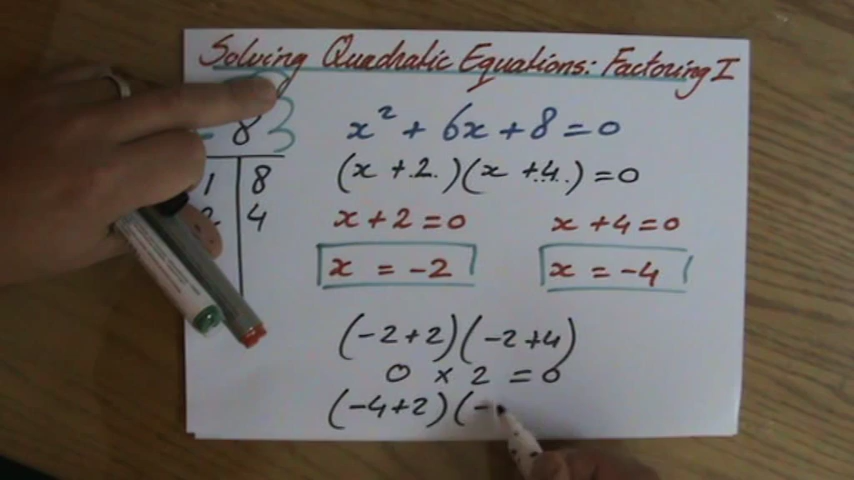 Solving Quadratic Equations: Factoring I
8
x² + 6x + 8 = 0
1 8
(x + 2)(x + 4) = 0
2 4
x + 2 = 0 x + 4 = 0
x = -2 x = -4
(-2+2)(-2+4)
0 x 2 = 0
(-4+2)(-